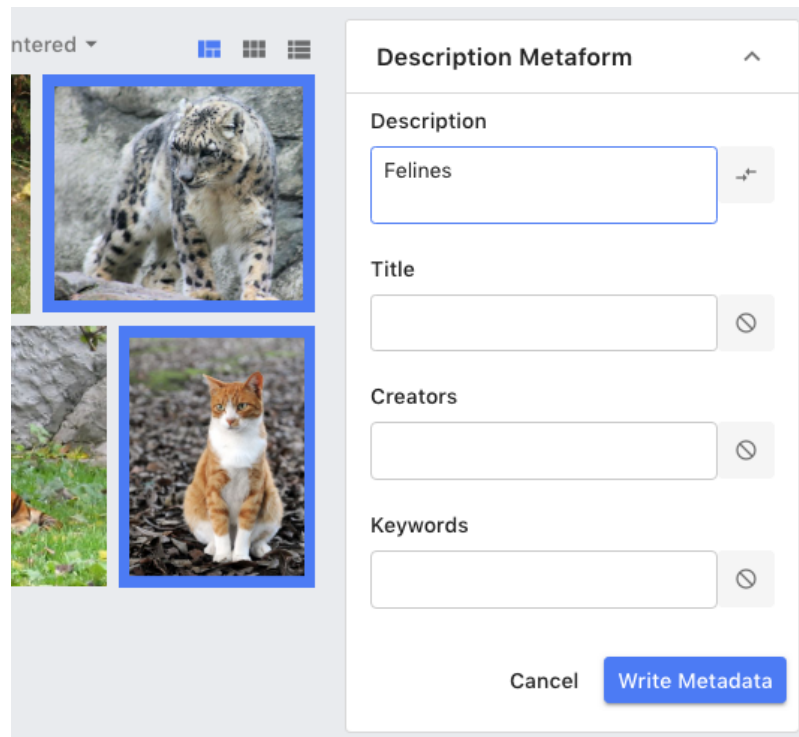 ntered
Description Metaform
Description
Felines
Title
Creators
Keywords
Cancel
Write Metadata